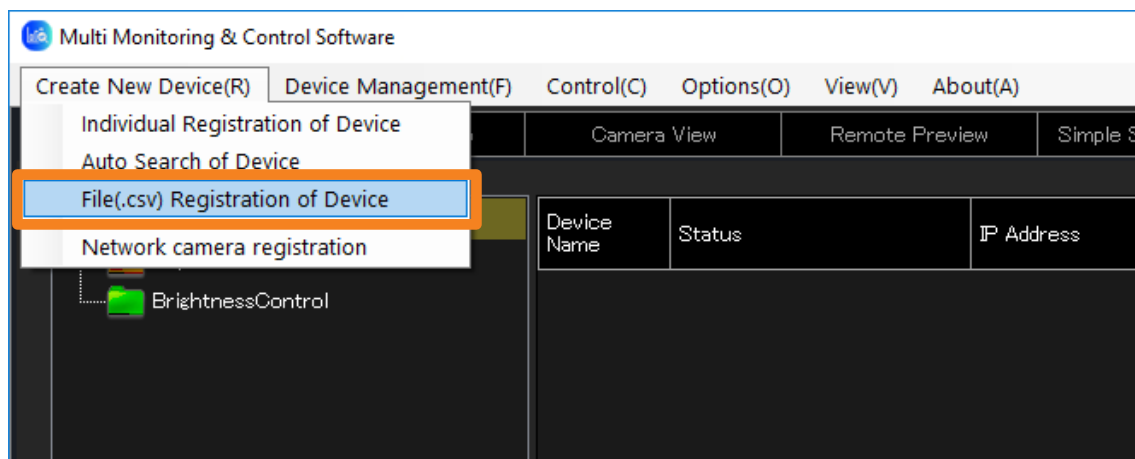 Multi Monitoring & Control Software
Create New Device(R) Device Management(F) Control(C) Options(O) View(V) About(A)
Individual Registration of Device
Camera View Remote Preview Simple S
Auto Search of Device
File(.csv) Registration of Device
Device Name Status IP Address
Network camera registration
BrightnessControl